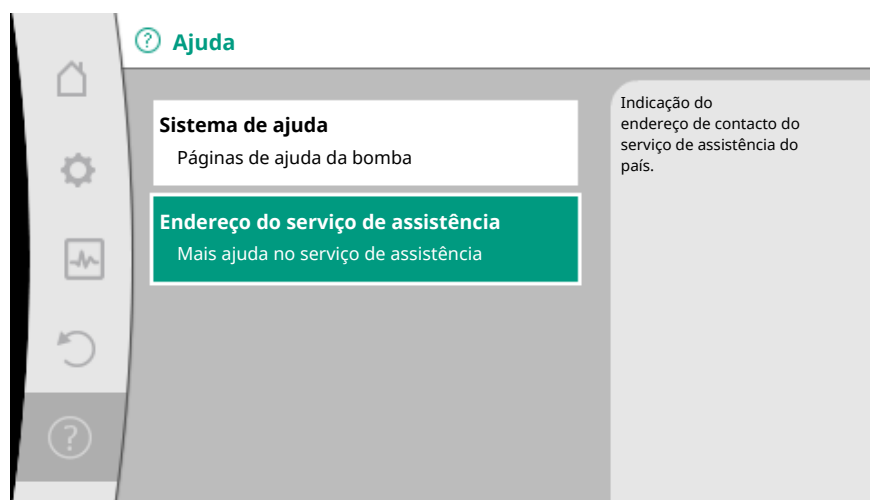 Ajuda
Sistema de ajuda
Páginas de ajuda da bomba
Endereço do serviço de assistência
Mais ajuda no serviço de assistência
Indicação do
endereço de contacto do
serviço de assistência do
país.